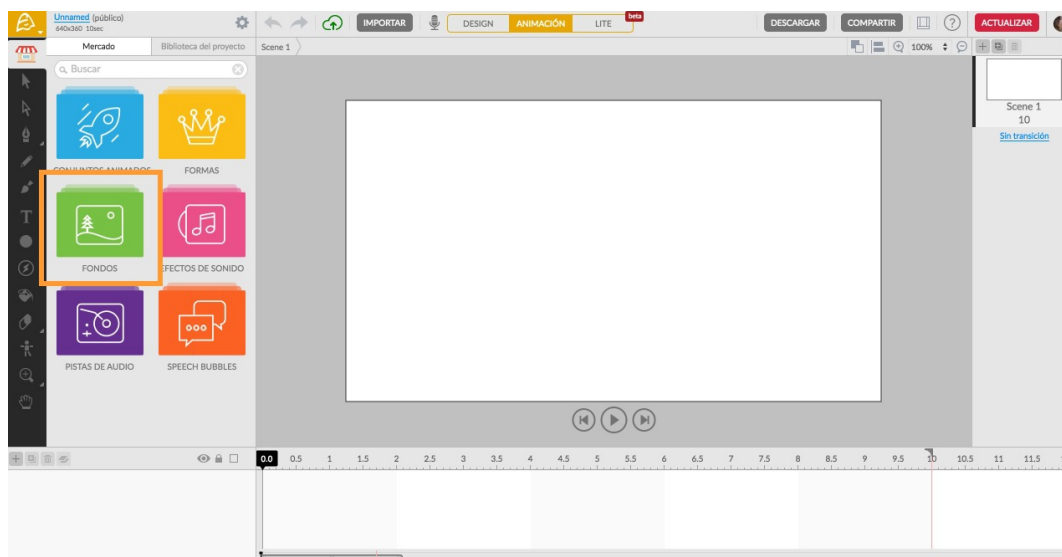 Unnamed (público)
640x360 10sec
IMPORTAR
DESIGN
ANIMACIÓN
LITE
beta
DESCARGAR
COMPARTIR
?
ACTUALIZAR
Mercado
Biblioteca del proyecto
Scene 1
100%
Buscar
CONJUNTOS ANIMADOS
FORMAS
FONDOS
EFECTOS DE SONIDO
PISTAS DE AUDIO
SPEECH BUBBLES
T
Scene 1
10
Sin transición
0.0 0.5 1 1.5 2 2.5 3 3.5 4 4.5 5 5.5 6 6.5 7 7.5 8 8.5 9 9.5 10 10.5 11 11.5